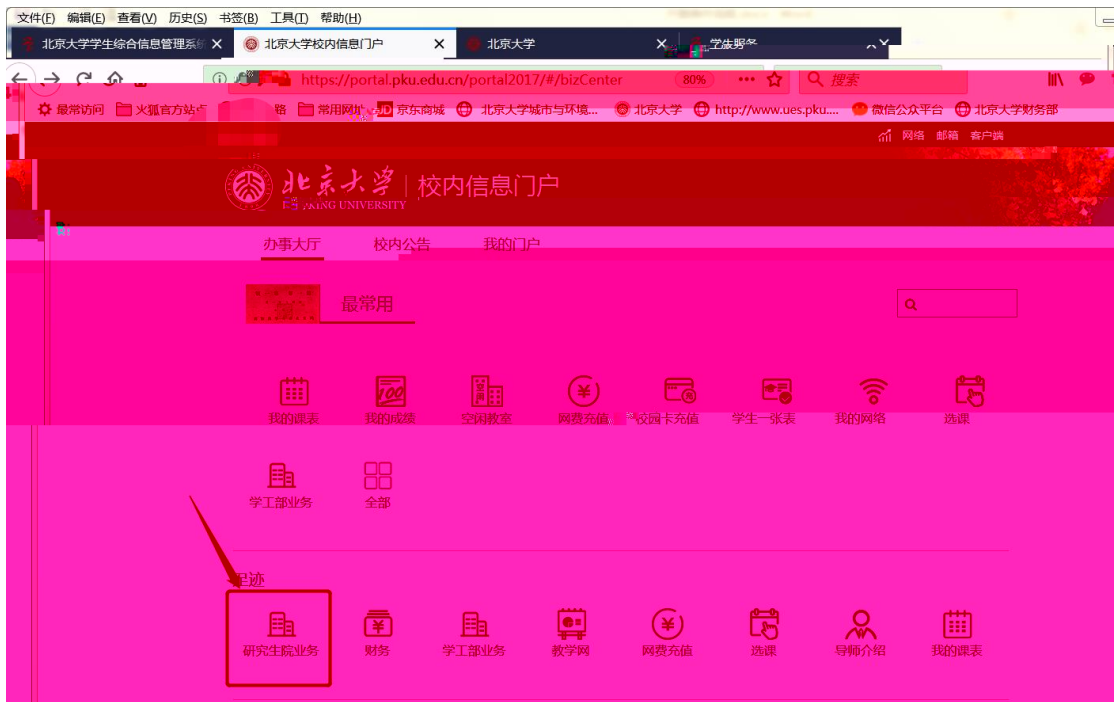 文件(F) 编辑(E) 查看(V) 历史(S) 书签(B) 工具(T) 帮助(H)
北京大学学生综合信息管理系统 北京大学校内信息门户 北京大学
https://portal.pku.edu.cn/portal2017/#/bizCenter 80% 搜索
最常访问 火狐官方站点 常用网址 JD 京东商城 北京大学城市与环境... 北京大学 http://www.ues.pku.... 微信公众平台 北京大学财务部
网络 邮箱 客户端
北京大学 校内信息门户
UNIVERSITY
办事大厅 校内公告 我的门户
最常用
100
我的课表 我的成绩 空闲教室 网费充值 校园卡充值 学生一张表 我的网络 选课
学工部业务 全部
足迹
研究生院业务 财务 学工部业务 教学网 网费充值 选课 导师介绍 我的课表